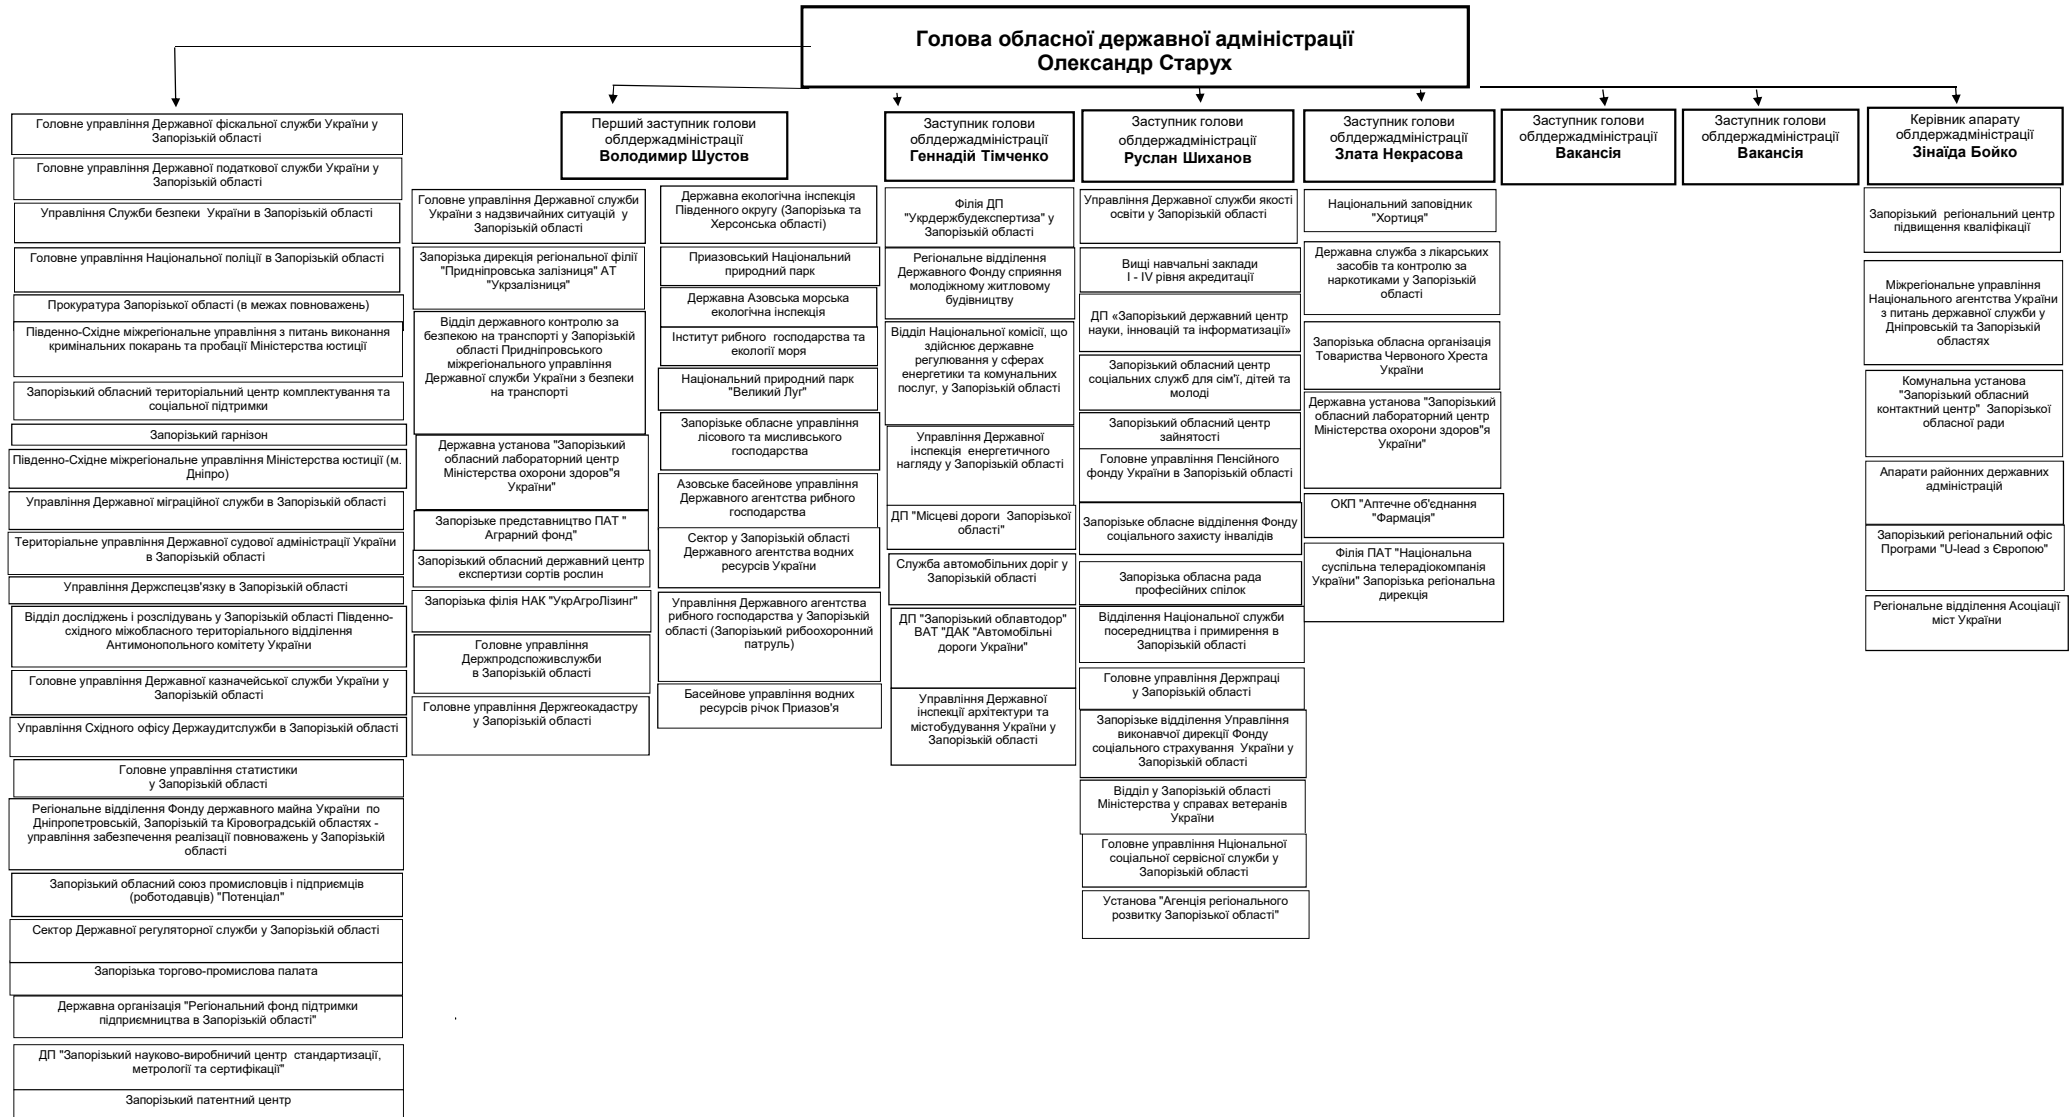 Голова обласної державної адміністрації
Олександр Старух
Головне управління Державної фіскальної служби України у
Запорізькій області
Головне управління Державної податкової служби України у
Запорізькій області
Управління Служби безпеки України в Запорізькій області
Головне управління Національної поліції в Запорізькій області
Прокуратура Запорізької області (в межах повноважень)
Південно-Східне міжрегіональне управління з питань виконання
кримінальних покарань та пробації Міністерства юстиції
Запорізький обласний територіальний центр комплектування та
соціальної підтримки
Запорізький гарнізон
Південно-Східне міжрегіональне управління Міністерства юстиції (м.
Дніпро)
Управління Державної міграційної служби в Запорізькій області
Територіальне управління Державної судової адміністрації України
в Запорізькій області
Управління Держспецзв'язку в Запорізькій області
Відділ досліджень і розслідувань у Запорізькій області Південно-
східного міжобласного територіального відділення
Антимонопольного комітету України
Головне управління Державної казначейської служби України у
Запорізькій області
Управління Східного офісу Держаудитслужби в Запорізькій області
Головне управління статистики
у Запорізькій області
Регіональне відділення Фонду державного майна України по
Дніпропетровській, Запорізькій та Кіровоградській областях -
управління забезпечення реалізації повноважень у Запорізькій
області
Запорізький обласний союз промисловців і підприємців
(роботодавців) "Потенціал"
Сектор Державної регуляторної служби у Запорізькій області
Запорізька торгово-промислова палата
Державна організація "Регіональний фонд підтримки
підприємництва в Запорізькій області"
ДП "Запорізький науково-виробничий центр стандартизації,
метрології та сертифікації"
Запорізький патентний центр
Перший заступник голови
облдержадміністрації
Володимир Шустов
Головне управління Державної служби
України з надзвичайних ситуацій у
Запорізькій області
Запорізька дирекція регіональної філії
"Придніпровська залізниця" АТ
"Укрзалізниця"
Відділ державного контролю за
безпекою на транспорті у Запорізькій
області Придніпровського
міжрегіонального управління
Державної служби України з безпеки
на транспорті
Державна установа "Запорізький
обласний лабораторний центр
Міністерства охорони здоров"я
України"
Запорізьке представництво ПАТ "
Аграрний фонд"
Запорізький обласний державний центр
експертизи сортів рослин
Запорізька філія НАК "УкрАгроЛізинг"
Головне управління
Держпродспоживслужби
в Запорізькій області
Головне управління Держгеокадастру
у Запорізькій області
Державна екологічна інспекція
Південного округу (Запорізька та
Херсонська області)
Приазовський Національний
природний парк
Державна Азовська морська
екологічна інспекція
Інститут рибного господарства та
екології моря
Національний природний парк
"Великий Луг"
Запорізьке обласне управління
лісового та мисливського
господарства
Азовське басейнове управління
Державного агентства рибного
господарства
Сектор у Запорізькій області
Державного агентства водних
ресурсів України
Управління Державного агентства
рибного господарства у Запорізькій
області (Запорізький рибоохоронний
патруль)
Басейнове управління водних
ресурсів річок Приазов'я
Заступник голови
облдержадміністрації
Геннадій Тімченко
Філія ДП
"Укрдержбудекспертиза" у
Запорізькій області
Регіональне відділення
Державного Фонду сприяння
молодіжному житловому
будівництву
Відділ Національної комісії, що
здійснює державне
регулювання у сферах
енергетики та комунальних
послуг, у Запорізькій області
Управління Державної
інспекція енергетичного
нагляду у Запорізькій області
ДП "Місцеві дороги Запорізької
області"
Служба автомобільних доріг у
Запорізькій області
ДП "Запорізький облавтодор"
ВАТ "ДАК "Автомобільні
дороги України"
Управління Державної
інспекції архітектури та
містобудування України у
Запорізькій області
Заступник голови
облдержадміністрації
Руслан Шиханов
Управління Державної служби якості
освіти у Запорізькій області
Вищі навчальні заклади
I - IV рівня акредитації
ДП «Запорізький державний центр
науки, інновацій та інформатизації»
Запорізький обласний центр
соціальних служб для сім'ї, дітей та
молоді
Запорізький обласний центр
зайнятості
Головне управління Пенсійного
фонду України в Запорізькій області
Запорізьке обласне відділення Фонду
соціального захисту інвалідів
Запорізька обласна рада
професійних спілок
Відділення Національної служби
посередництва і примирення в
Запорізькій області
Головне управління Держпраці
у Запорізькій області
Запорізьке відділення Управління
виконавчої дирекції Фонду
соціального страхування України у
Запорізькій області
Відділ у Запорізькій області
Міністерства у справах ветеранів
України
Головне управління Нціональної
соціальної сервісної служби у
Запорізькій області
Установа "Агенція регіонального
розвитку Запорізької області"
Заступник голови
облдержадміністрації
Злата Некрасова
Національний заповідник
"Хортиця"
Державна служба з лікарських
засобів та контролю за
наркотиками у Запорізькій
області
Запорізька обласна організація
Товариства Червоного Хреста
України
Державна установа "Запорізький
обласний лабораторний центр
Міністерства охорони здоров"я
України"
ОКП "Аптечне об'єднання
"Фармація"
Філія ПАТ "Національна
суспільна телерадіокомпанія
України" Запорізька регіональна
дирекція
Заступник голови
облдержадміністрації
Вакансія
Заступник голови
облдержадміністрації
Вакансія
Керівник апарату
облдержадміністрації
Зінаїда Бойко
Запорізький регіональний центр
підвищення кваліфікації
Міжрегіональне управління
Національного агентства України
з питань державної служби у
Дніпровській та Запорізькій
областях
Комунальна установа
"Запорізький обласний
контактний центр" Запорізької
обласної ради
Апарати районних державних
адміністрацій
Запорізький регіональний офіс
Програми "U-lead з Європою"
Регіональне відділення Асоціації
міст України